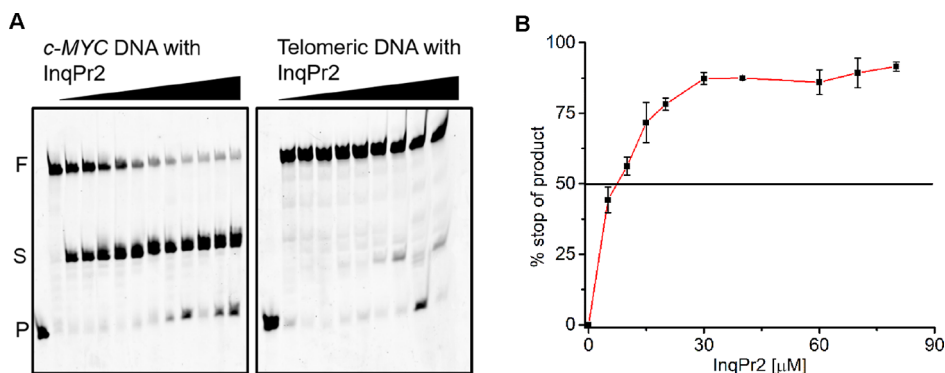 A
c-MYC DNA with
InqPr2
Telomeric DNA with
InqPr2
F
S
P
B
% stop of product
100
75
50
25
0
0
30
60
90
InqPr2 [µM]